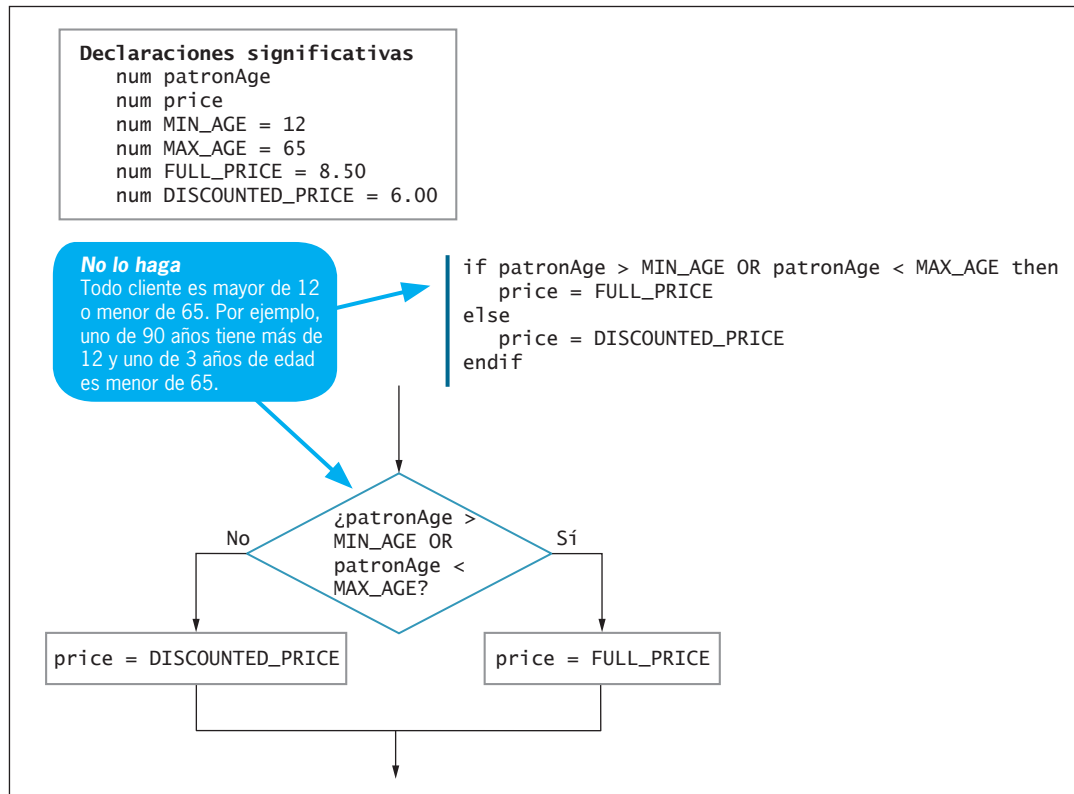 Declaraciones significativas
num patronAge
num price
num MIN_AGE = 12
num MAX_AGE = 65
num FULL_PRICE = 8.50
num DISCOUNTED_PRICE = 6.00
No lo haga
Todo cliente es mayor de 12
o menor de 65. Por ejemplo,
uno de 90 años tiene más de
12 y uno de 3 años de edad
es menor de 65.
if patronAge > MIN_AGE OR patronAge < MAX_AGE then
price = FULL_PRICE
else
price = DISCOUNTED_PRICE
endif
¿patronAge >
MIN_AGE OR
patronAge <
MAX_AGE?
No
Sí
price = DISCOUNTED_PRICE
price = FULL_PRICE